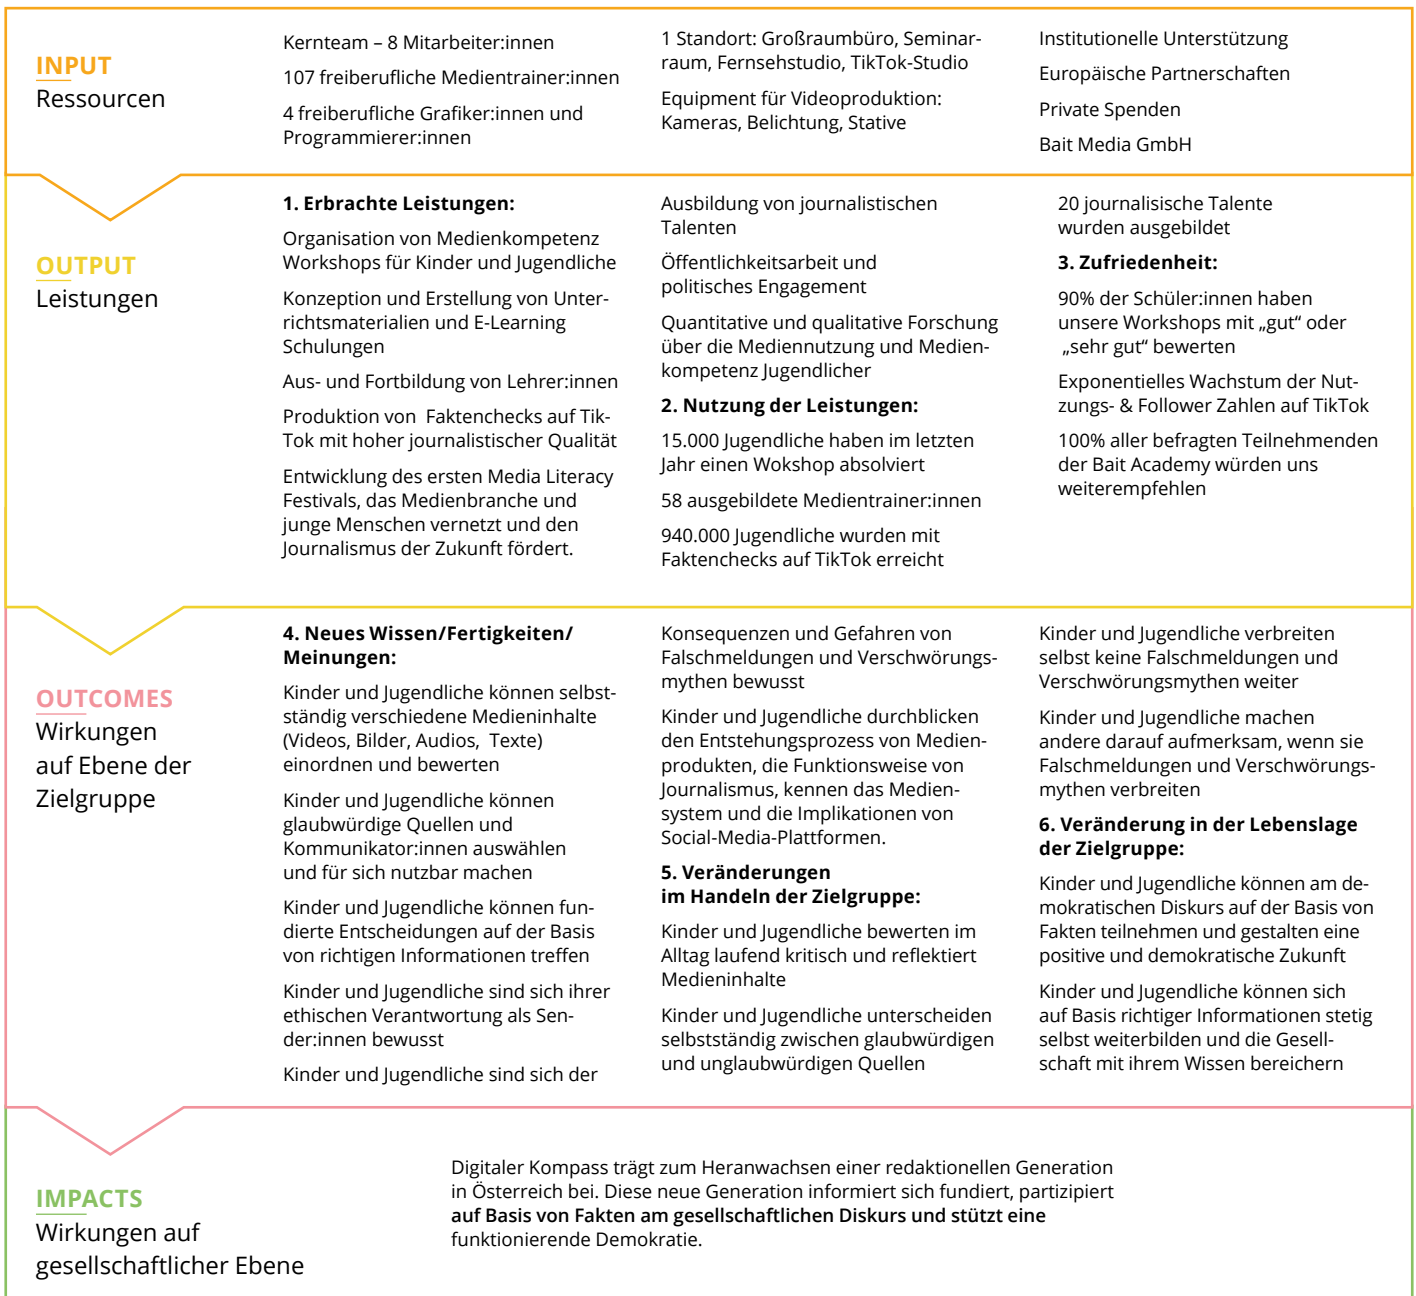 INPUT
Ressourcen
Kernteam – 8 Mitarbeiter:innen
107 freiberufliche Medientrainer:innen
4 freiberufliche Grafiker:innen und
Programmierer:innen
1 Standort: Großraumbüro, Seminar-
raum, Fernsehstudio, TikTok-Studio
Equipment für Videoproduktion:
Kameras, Belichtung, Stative
Institutionelle Unterstützung
Europäische Partnerschaften
Private Spenden
Bait Media GmbH
OUTPUT
Leistungen
1. Erbrachte Leistungen:
Organisation von Medienkompetenz
Workshops für Kinder und Jugendliche
Konzeption und Erstellung von Unter-
richtsmaterialien und E-Learning
Schulungen
Aus- und Fortbildung von Lehrer:innen
Produktion von  Faktenchecks auf Tik-
Tok mit hoher journalistischer Qualität
Entwicklung des ersten Media Literacy
Festivals, das Medienbranche und
junge Menschen vernetzt und den
Journalismus der Zukunft fördert.
Ausbildung von journalistischen
Talenten
Öffentlichkeitsarbeit und
politisches Engagement
Quantitative und qualitative Forschung
über die Mediennutzung und Medien-
kompetenz Jugendlicher
2. Nutzung der Leistungen:
15.000 Jugendliche haben im letzten
Jahr einen Wokshop absolviert
58 ausgebildete Medientrainer:innen
940.000 Jugendliche wurden mit
Faktenchecks auf TikTok erreicht
20 journalisische Talente
wurden ausgebildet
3. Zufriedenheit:
90% der Schüler:innen haben
unsere Workshops mit „gut“ oder
„sehr gut“ bewerten
Exponentielles Wachstum der Nut-
zungs- & Follower Zahlen auf TikTok
100% aller befragten Teilnehmenden
der Bait Academy würden uns
weiterempfehlen
OUTCOMES
Wirkungen
auf Ebene der
Zielgruppe
4. Neues Wissen/Fertigkeiten/
Meinungen:
Kinder und Jugendliche können selbst-
ständig verschiedene Medieninhalte
(Videos, Bilder, Audios,  Texte)
einordnen und bewerten
Kinder und Jugendliche können
glaubwürdige Quellen und
Kommunikator:innen auswählen
und für sich nutzbar machen
Kinder und Jugendliche können fun-
dierte Entscheidungen auf der Basis
von richtigen Informationen treffen
Kinder und Jugendliche sind sich ihrer
ethischen Verantwortung als Sen-
der:innen bewusst
Kinder und Jugendliche sind sich der
Konsequenzen und Gefahren von
Falschmeldungen und Verschwörungs-
mythen bewusst
Kinder und Jugendliche durchblicken
den Entstehungsprozess von Medien-
produkten, die Funktionsweise von
Journalismus, kennen das Medien-
system und die Implikationen von
Social-Media-Plattformen.
5. Veränderungen
im Handeln der Zielgruppe:
Kinder und Jugendliche bewerten im
Alltag laufend kritisch und reflektiert
Medieninhalte
Kinder und Jugendliche unterscheiden
selbstständig zwischen glaubwürdigen
und unglaubwürdigen Quellen
Kinder und Jugendliche verbreiten
selbst keine Falschmeldungen und
Verschwörungsmythen weiter
Kinder und Jugendliche machen
andere darauf aufmerksam, wenn sie
Falschmeldungen und Verschwörungs-
mythen verbreiten
6. Veränderung in der Lebenslage
der Zielgruppe:
Kinder und Jugendliche können am de-
mokratischen Diskurs auf der Basis von
Fakten teilnehmen und gestalten eine
positive und demokratische Zukunft
Kinder und Jugendliche können sich
auf Basis richtiger Informationen stetig
selbst weiterbilden und die Gesell-
schaft mit ihrem Wissen bereichern
IMPACTS
Wirkungen auf
gesellschaftlicher Ebene
Digitaler Kompass trägt zum Heranwachsen einer redaktionellen Generation
in Österreich bei. Diese neue Generation informiert sich fundiert, partizipiert
auf Basis von Fakten am gesellschaftlichen Diskurs und stützt eine
funktionierende Demokratie.